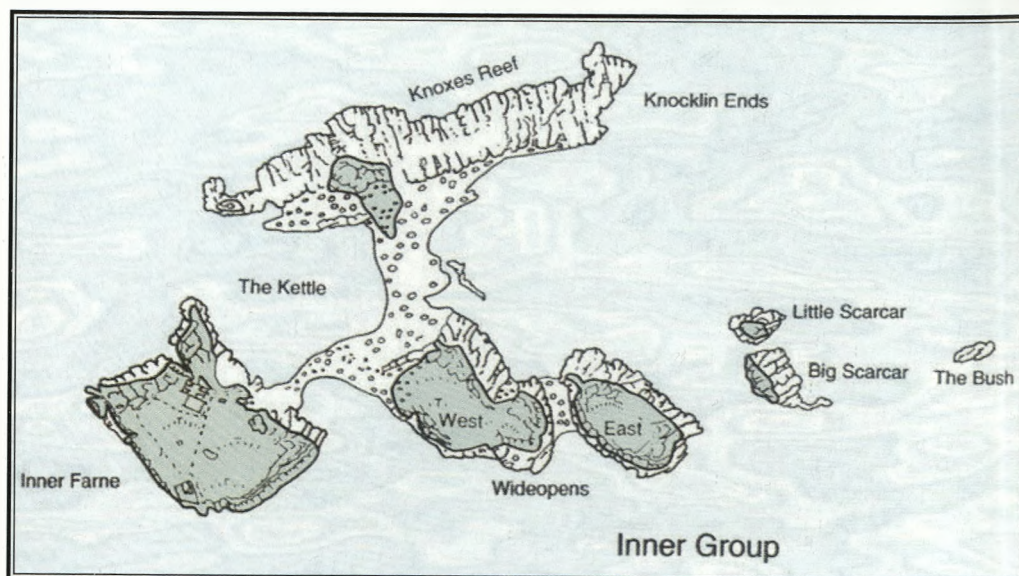 Knoxes Reef
Knocklin Ends
The Kettle
Little Scarcar
Big Scarcar
The Bush
West
East
Inner Farne
Wideopens
Inner Group